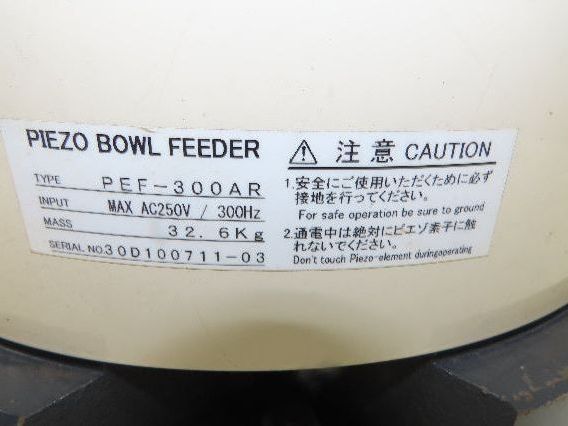 PIEZO BOWL FEEDER
TYPE PEF-300AR
INPUT MAX AC250V / 300Hz
MASS 32. 6Kg
SERIAL NO.30D100711-03
⚠ 注意 CAUTION
1.安全にご使用いただくために必ず
接地を行ってください。
For safe operation be sure to ground
2.通電中は絶対にピエゾ素子に触
れないでください。
Don't touch Piezo-element duringoperating